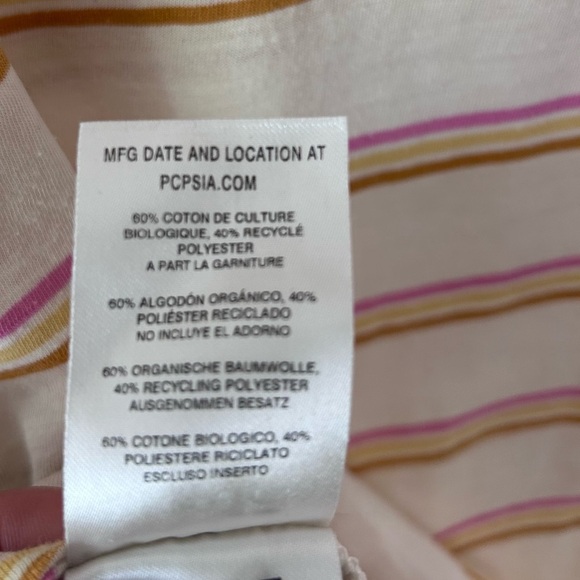 MFG DATE AND LOCATION AT
PCPSIA.COM
60% COTON DE CULTURE
BIOLOGIQUE, 40% RECYCLÉ
POLYESTER
A PART LA GARNITURE
60% ALGODÓN ORGÁNICO, 40%
POLIÉSTER RECICLADO
NO INCLUYE EL ADORNO
60% ORGANISCHE BAUMWOLLE,
40% RECYCLING POLYESTER
AUSGENOMMEN BESATZ
60% COTONE BIOLOGICO, 40%
POLIESTERE RICICLATO
ESCLUSO INSERTO